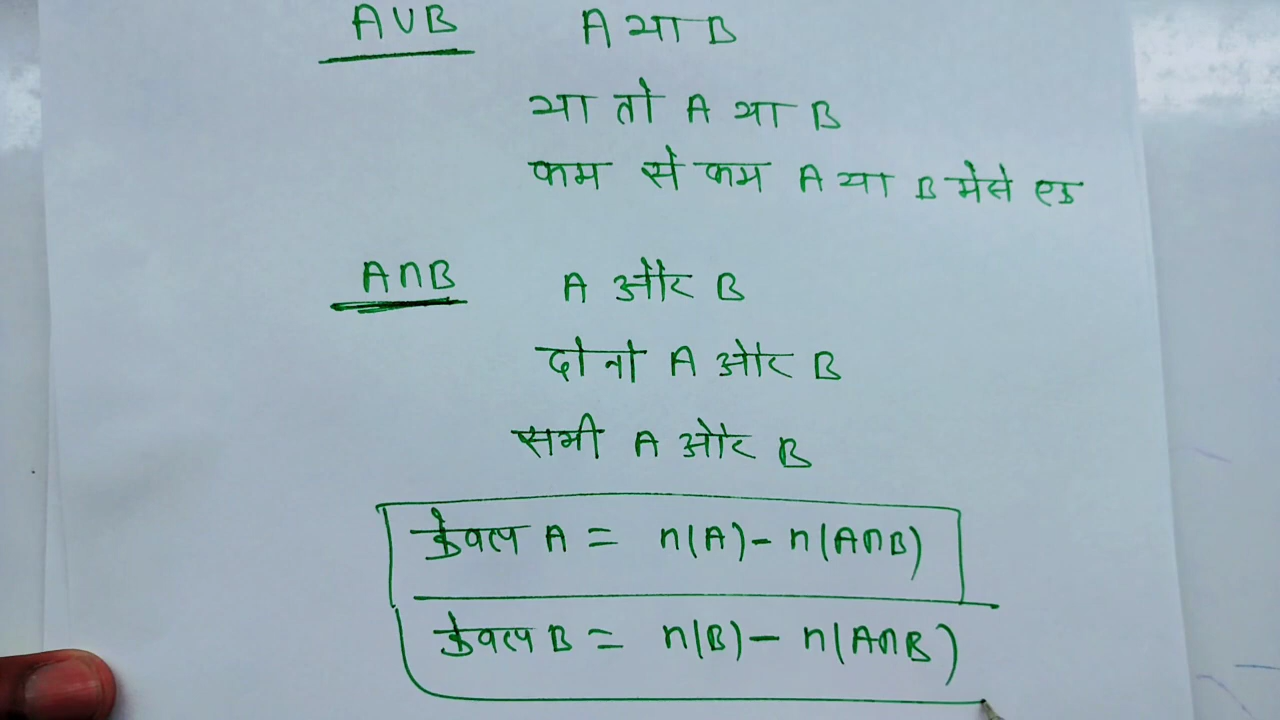 A∪B A या B
या तो A या B
कम से कम A या B मेसे एक
A∩B A और B
दोनो A और B
सभी A और B
केवल A = n(A) - n(A∩B)
केवल B = n(B) - n(A∩B)